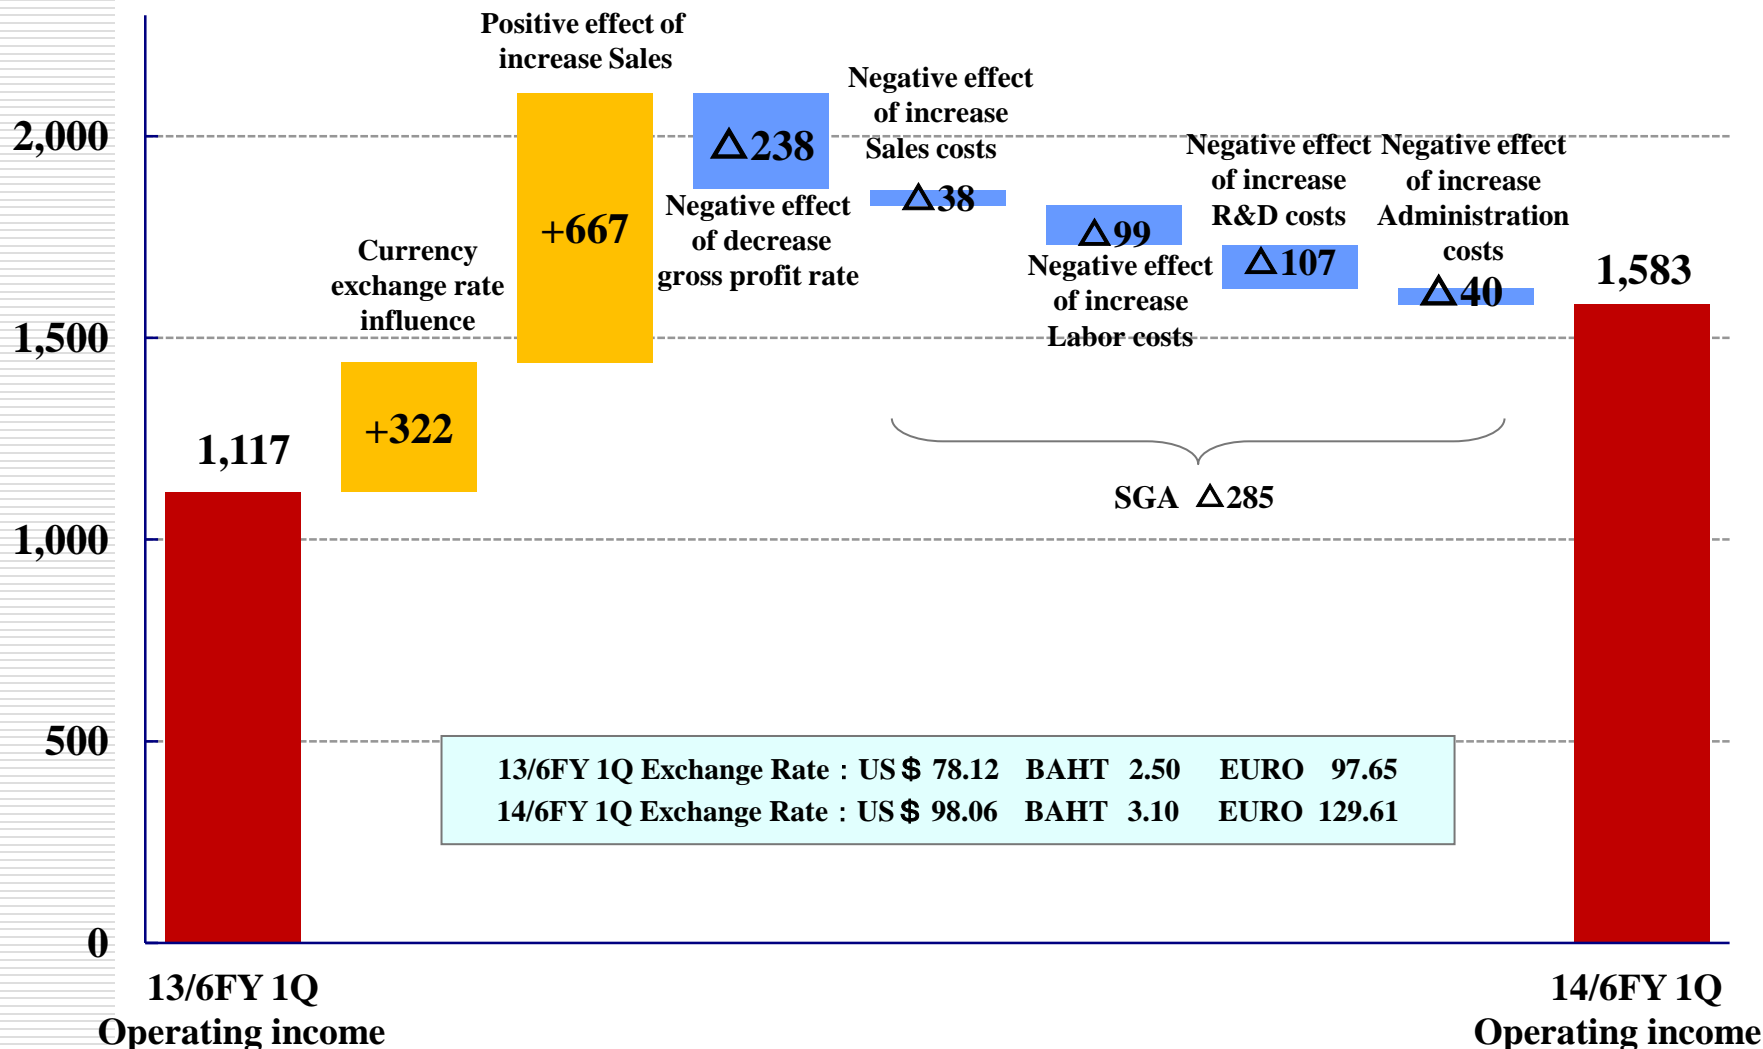 Positive effect of
increase Sales
2,000
1,500
1,000
500
0
1,117
Currency
exchange rate
influence
+322
+667
△238
Negative effect
of decrease
gross profit rate
Negative effect
of increase
Sales costs
△38
△99
Negative effect
of increase
Labor costs
Negative effect
of increase
R&D costs
△107
Negative effect
of increase
Administration
costs
△40
1,583
SGA △285
13/6FY 1Q Exchange Rate：US＄ 78.12 BAHT 2.50 EURO 97.65
14/6FY 1Q Exchange Rate：US＄ 98.06 BAHT 3.10 EURO 129.61
13/6FY 1Q
Operating income
14/6FY 1Q
Operating income